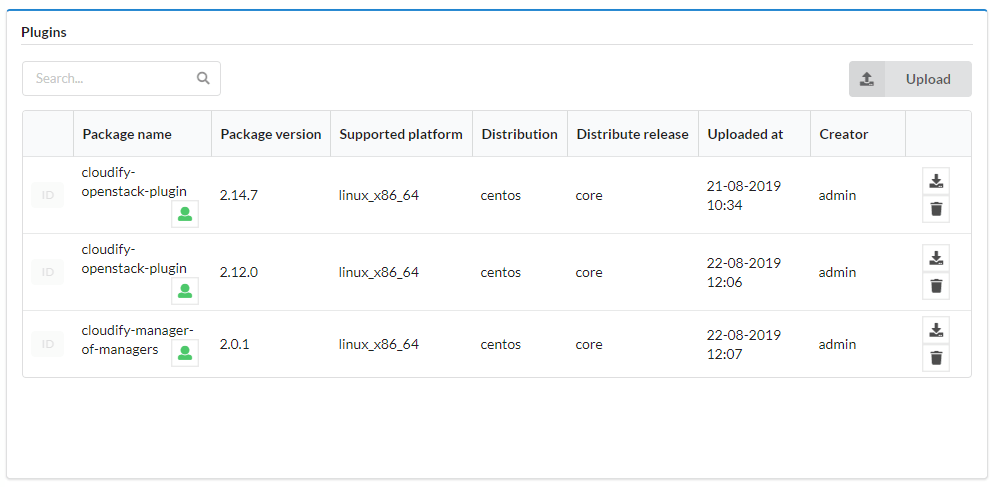 Plugins
Search...
Upload
Package name Package version Supported platform Distribution Distribute release Uploaded at Creator
ID cloudify-
openstack-plugin 2.14.7 linux_x86_64 centos core 21-08-2019
10:34 admin
ID cloudify-
openstack-plugin 2.12.0 linux_x86_64 centos core 22-08-2019
12:06 admin
ID cloudify-manager-
of-managers 2.0.1 linux_x86_64 centos core 22-08-2019
12:07 admin